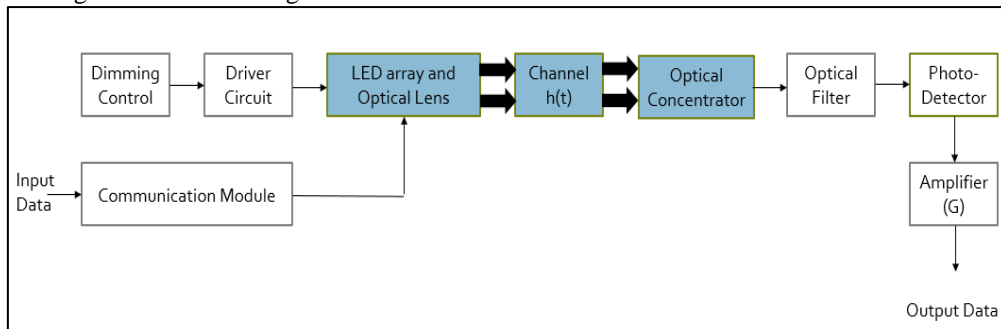 Dimming
Control
Driver
Circuit
LED array and
Optical Lens
Channel
h(t)
Optical
Concentrator
Optical
Filter
Photo-
Detector
Input
Data
Communication Module
Amplifier
(G)
Output Data